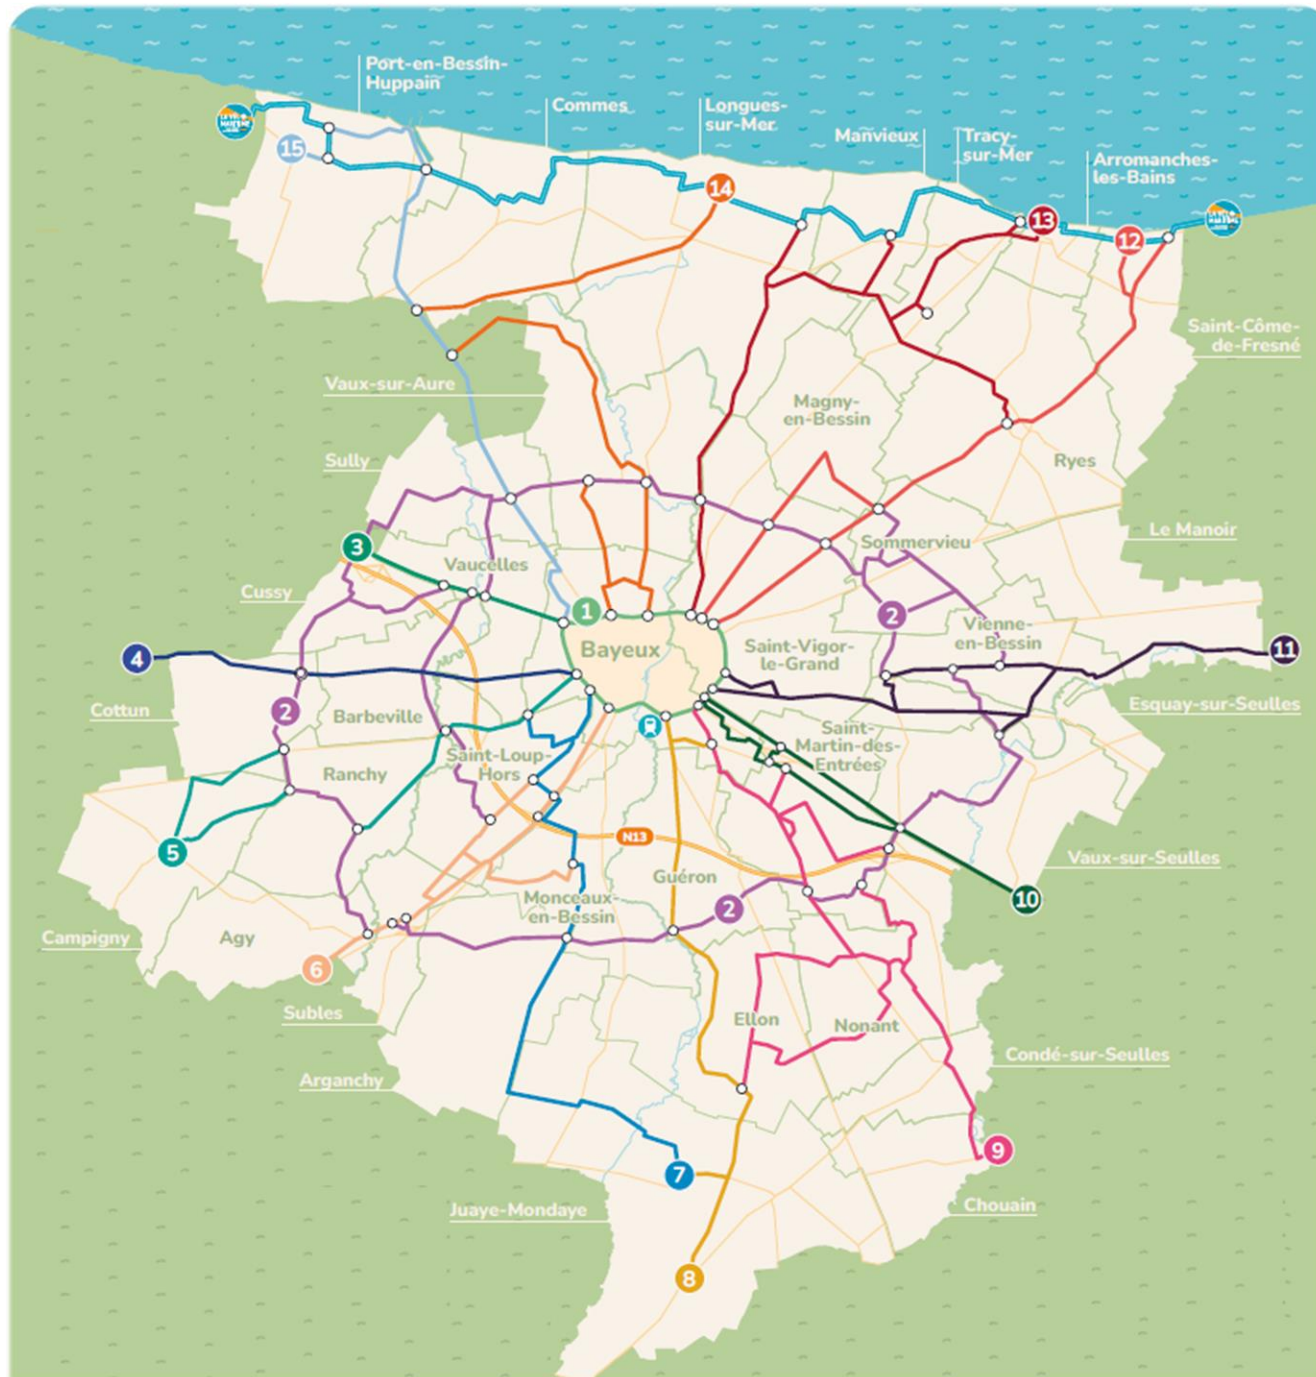 Port-en-Bessin-
Huppain
Commes
Longues-
sur-Mer
Manvieux
Tracy-
sur-Mer
Arromanches-
les-Bains
15
14
13
12
Saint-Côme-
de-Fresné
Vaux-sur-Aure
Magny-
en-Bessin
Sully
Ryes
Le Manoir
3
Sommervieu
Vaucelles
Cussy
1
2
Bayeux
Vienne-
en-Bessin
Saint-Vigor-
le-Grand
4
11
Cottun
2
Barbeville
Esquay-sur-Seulles
Saint-
Martin-des-
Entrées
Saint-Loup-
Hors
Ranchy
N13
5
Vaux-sur-Seulles
Guéron
10
Monceaux-
en-Bessin
2
Campigny
Agy
6
Subles
Ellon
Nonant
Condé-sur-Seulles
Arganchy
9
7
Juaye-Mondaye
Chouain
8